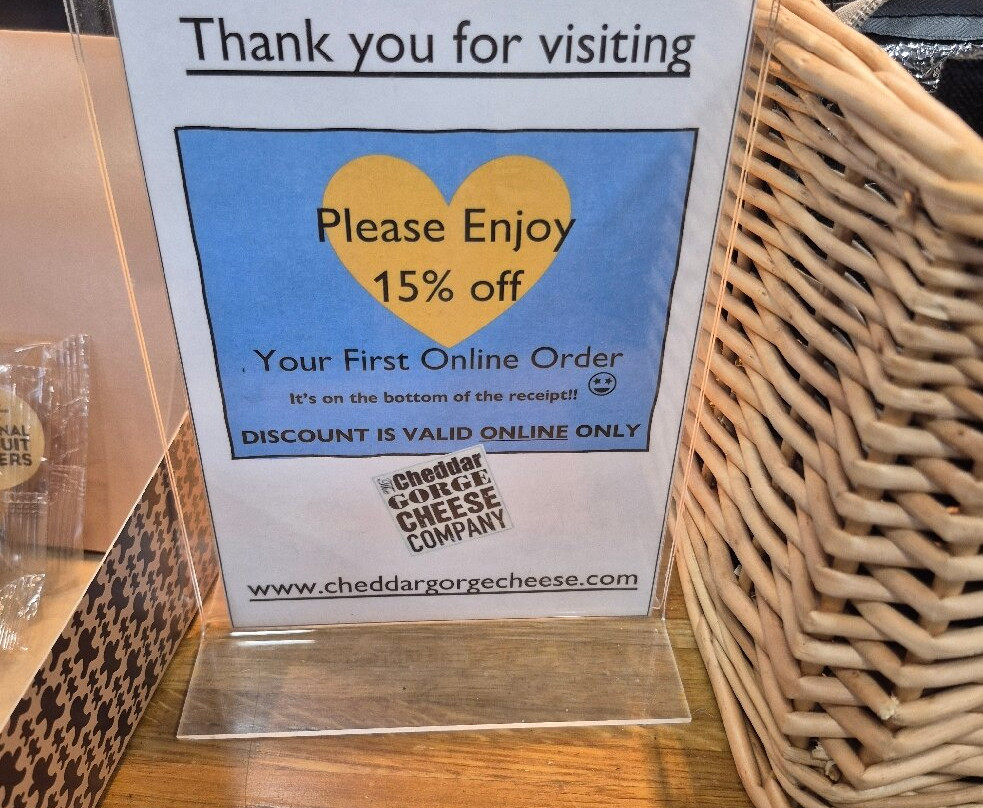 Thank you for visiting
Please Enjoy
15% off
Your First Online Order
It's on the bottom of the receipt!!
DISCOUNT IS VALID ONLINE ONLY
The Cheddar
GORGE
CHEESE
COMPANY
www.cheddargorgecheese.com